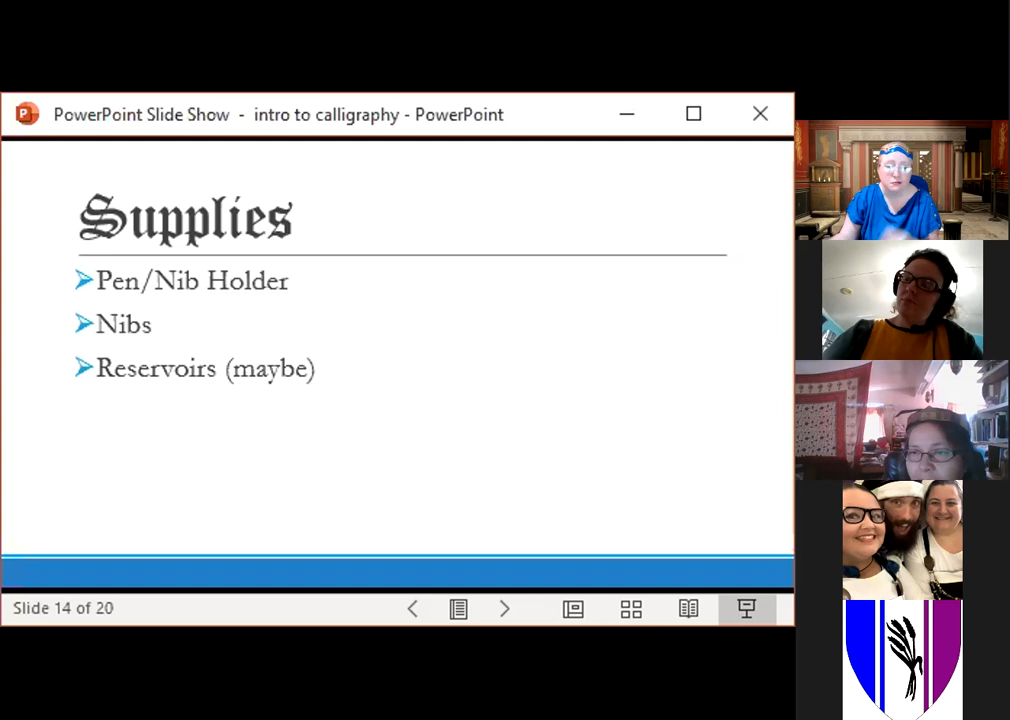 PowerPoint Slide Show - intro to calligraphy - PowerPoint
Supplies
Pen/Nib Holder
Nibs
Reservoirs (maybe)
Slide 14 of 20